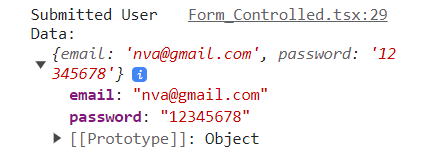 Submitted User Form_Controlled.tsx:29
Data:
{email: 'nva@gmail.com', password: '12
345678'} i
email: "nva@gmail.com"
password: "12345678"
[[Prototype]]: Object